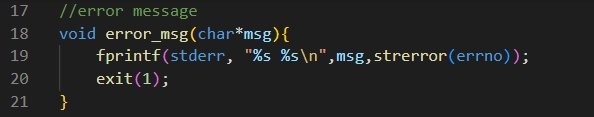 17 //error message
18 void error_msg(char*msg){
19     fprintf(stderr, "%s %s\n",msg,strerror(errno));
20     exit(1);
21 }